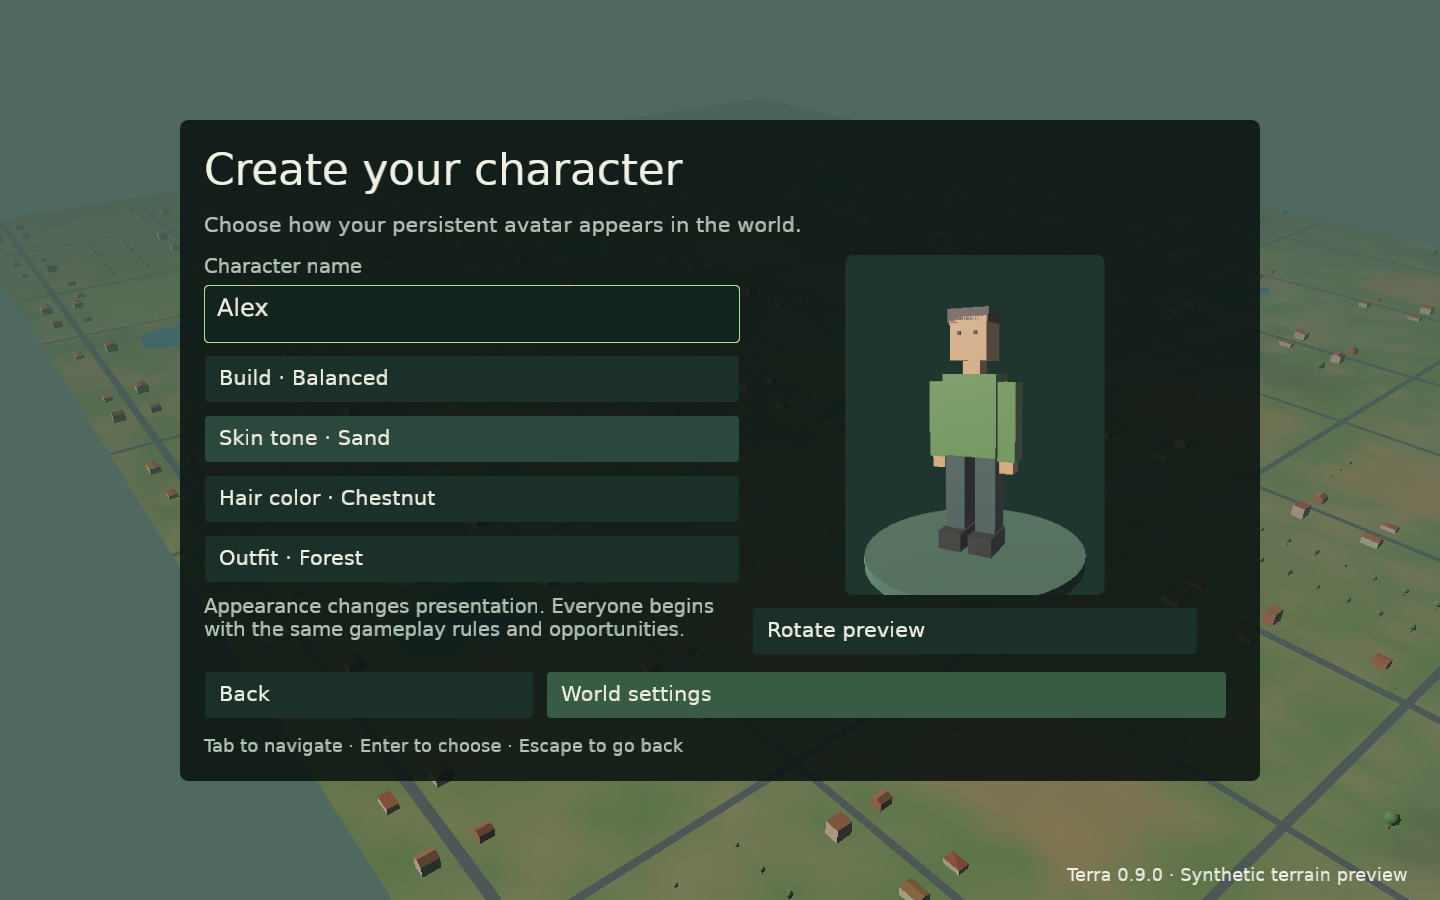 Create your character
Choose how your persistent avatar appears in the world.
Character name
Alex
Build · Balanced
Skin tone · Sand
Hair color · Chestnut
Outfit · Forest
Appearance changes presentation. Everyone begins
with the same gameplay rules and opportunities.
Rotate preview
Back
World settings
Tab to navigate · Enter to choose · Escape to go back
Terra 0.9.0 · Synthetic terrain preview